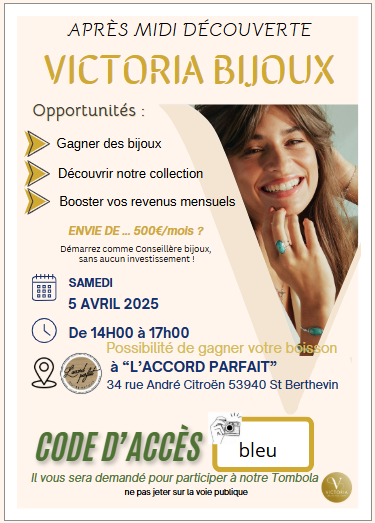 APRÈS MIDI DÉCOUVERTE
VICTORIA BIJOUX
Opportunités :
Gagner des bijoux
Découvrir notre collection
Booster vos revenus mensuels
ENVIE DE ... 500€/mois ?
Démarrez comme Conseillère bijoux,
sans aucun investissement !
SAMEDI
5 AVRIL 2025
De 14H00 à 17h00
Possibilité de gagner votre boisson
à “L’ACCORD PARFAIT”
L'accord parfait
34 rue André Citroën 53940 St Berthevin
CODE D’ACCÈS
bleu
Il vous sera demandé pour participer à notre Tombola
ne pas jeter sur la voie publique
V
VICTORIA